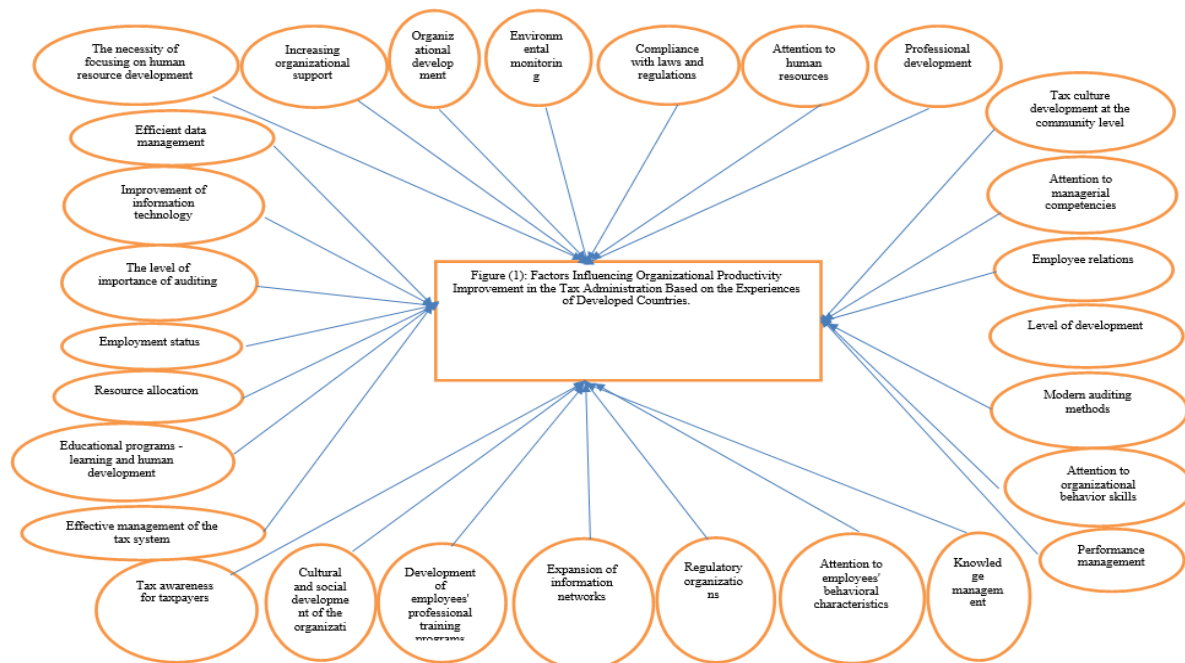 The necessity of
focusing on human
resource development
Increasing
organizational
support
Organiz
ational
develop
ment
Environm
ental
monitorin
g
Compliance
with laws and
regulations
Attention to
human
resources
Professional
development
Tax culture
development at the
community level
Efficient data
management
Improvement of
information
technology
Attention to
managerial
competencies
The level of
importance of auditing
Employee relations
Figure (1): Factors Influencing Organizational Productivity
Improvement in the Tax Administration Based on the Experiences
of Developed Countries.
Employment status
Level of development
Resource allocation
Modern auditing
methods
Educational programs -
learning and human
development
Attention to
organizational
behavior skills
Effective management of the
tax system
Performance
management
Tax awareness
for taxpayers
Cultural
and social
developme
nt of the
organizati
Development
of
employees'
professional
training
programs
Expansion of
information
networks
Regulatory
organizatio
ns
Attention to
employees'
behavioral
characteristics
Knowled
ge
managem
ent